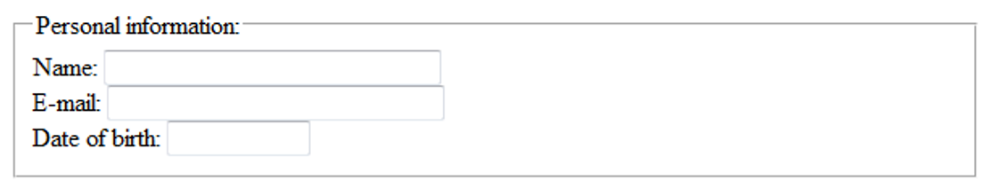 Personal information:
Name:
E-mail:
Date of birth: